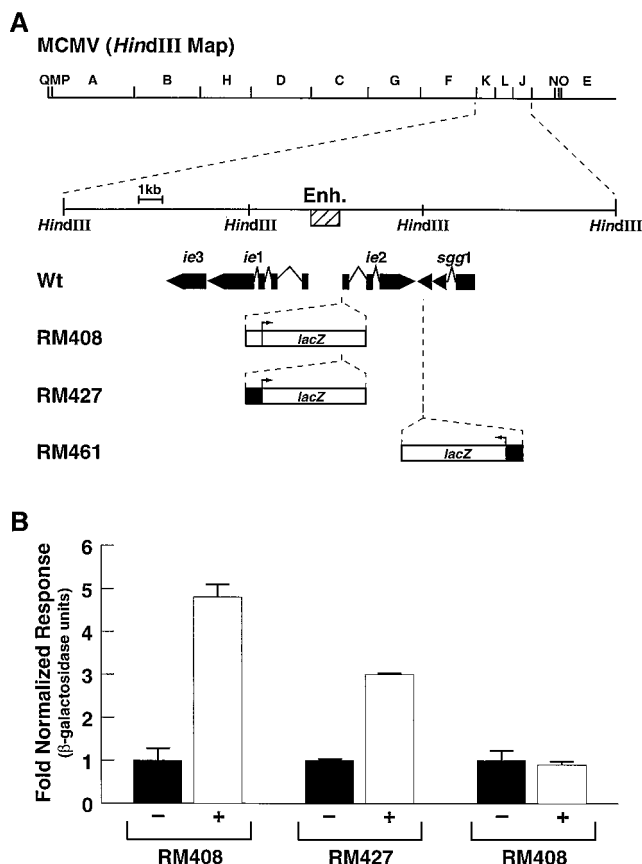 A
MCMV (HindIII Map)
QMP A B H D C G F K L J NO E
1kb
Enh.
HindIII HindIII HindIII HindIII
ie3 ie1 ie2 sgg1
Wt
RM408
lacZ
RM427
lacZ
RM461
lacZ
B
Fold Normalized Response
(β-galactosidase units)
6
5
4
3
2
1
0
− + − + − +
RM408 RM427 RM408